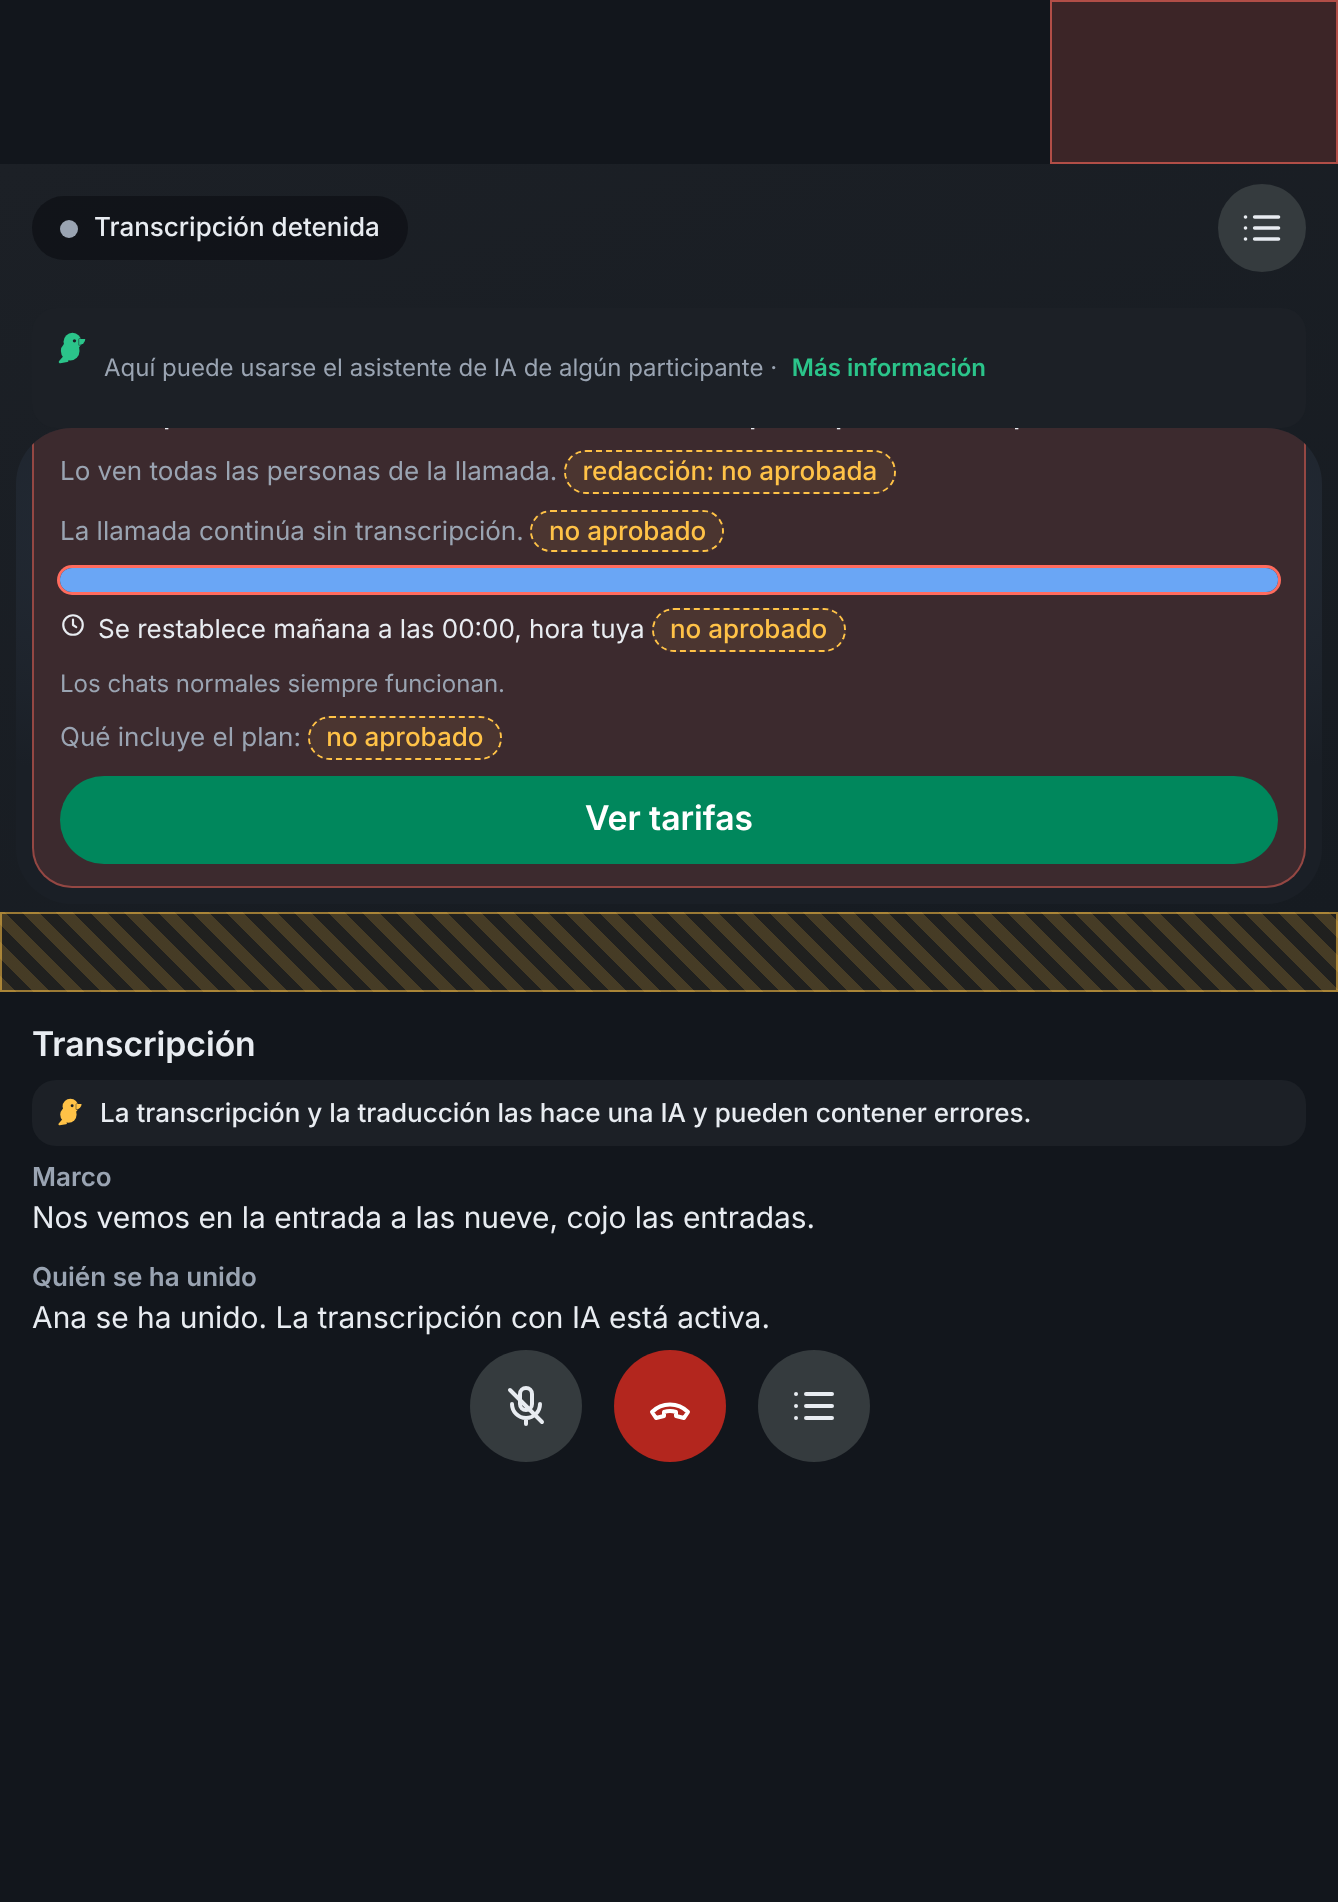 Transcripción detenida
Aquí puede usarse el asistente de IA de algún participante · Más información
Lo ven todas las personas de la llamada. redacción: no aprobada
La llamada continúa sin transcripción. no aprobado
Se restablece mañana a las 00:00, hora tuya no aprobado
Los chats normales siempre funcionan.
Qué incluye el plan: no aprobado
Ver tarifas
Transcripción
La transcripción y la traducción las hace una IA y pueden contener errores.
Marco
Nos vemos en la entrada a las nueve, cojo las entradas.
Quién se ha unido
Ana se ha unido. La transcripción con IA está activa.